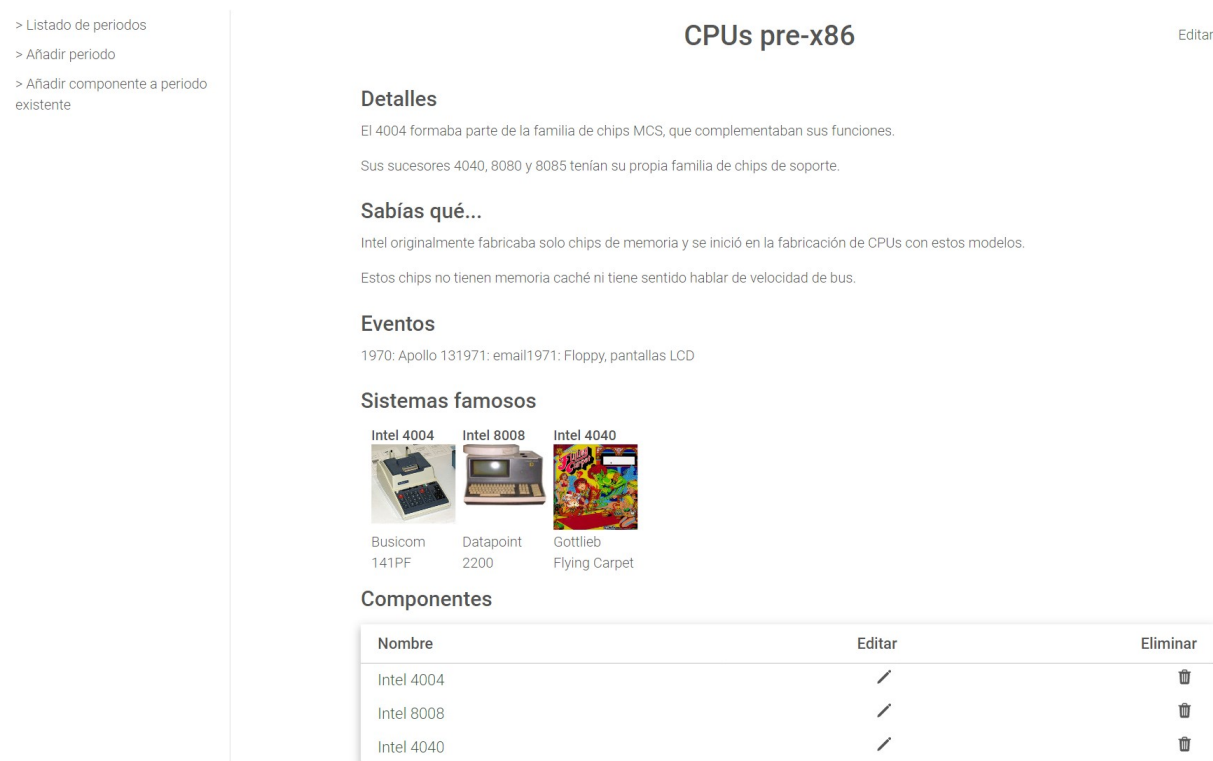 > Listado de periodos
> Añadir periodo
> Añadir componente a periodo
existente
CPUs pre-x86
Editar
Detalles
El 4004 formaba parte de la familia de chips MCS, que complementaban sus funciones.
Sus sucesores 4040, 8080 y 8085 tenían su propia familia de chips de soporte.
Sabías qué...
Intel originalmente fabricaba solo chips de memoria y se inició en la fabricación de CPUs con estos modelos.
Estos chips no tienen memoria caché ni tiene sentido hablar de velocidad de bus.
Eventos
1970: Apollo 131971: email1971: Floppy, pantallas LCD
Sistemas famosos
Intel 4004 Intel 8008 Intel 4040
Busicom Datapoint Gottlieb
141PF 2200 Flying Carpet
Componentes
Nombre Editar Eliminar
Intel 4004
Intel 8008
Intel 4040